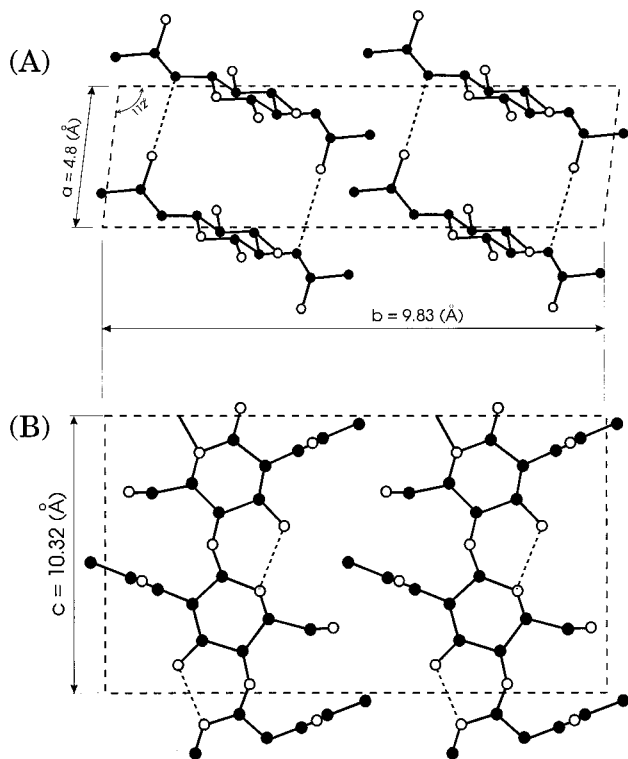 (A)
a = 4.8 (Å)
b = 9.83 (Å)
(B)
c = 10.32 (Å)